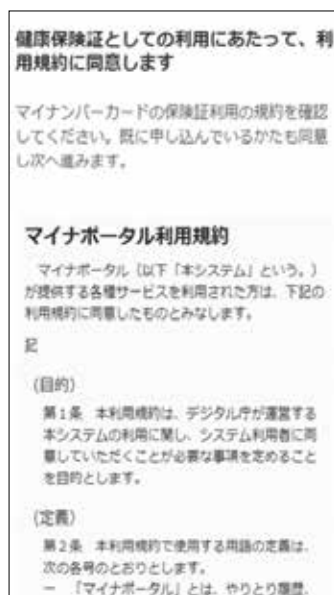 健康保険証としての利用にあたって、利
用規約に同意します
マイナンバーカードの保険証利用の規約を確認
してください。既に申し込んでいるかたも同意
し次へ進みます。
マイナポータル利用規約
マイナポータル（以下「本システム」という。）
が提供する各種サービスを利用された方は、下記の
利用規約に同意したものとみなします。
記
（目的）
第1条　本利用規約は、デジタル庁が運営する
本システムの利用に関し、システム利用者に同
意していただくことが必要な事項を定めること
を目的とします。
（定義）
第2条　本利用規約で使用する用語の定義は、
次の各号のとおりとします。
一　「マイナポータル」とは、やりとり履歴、